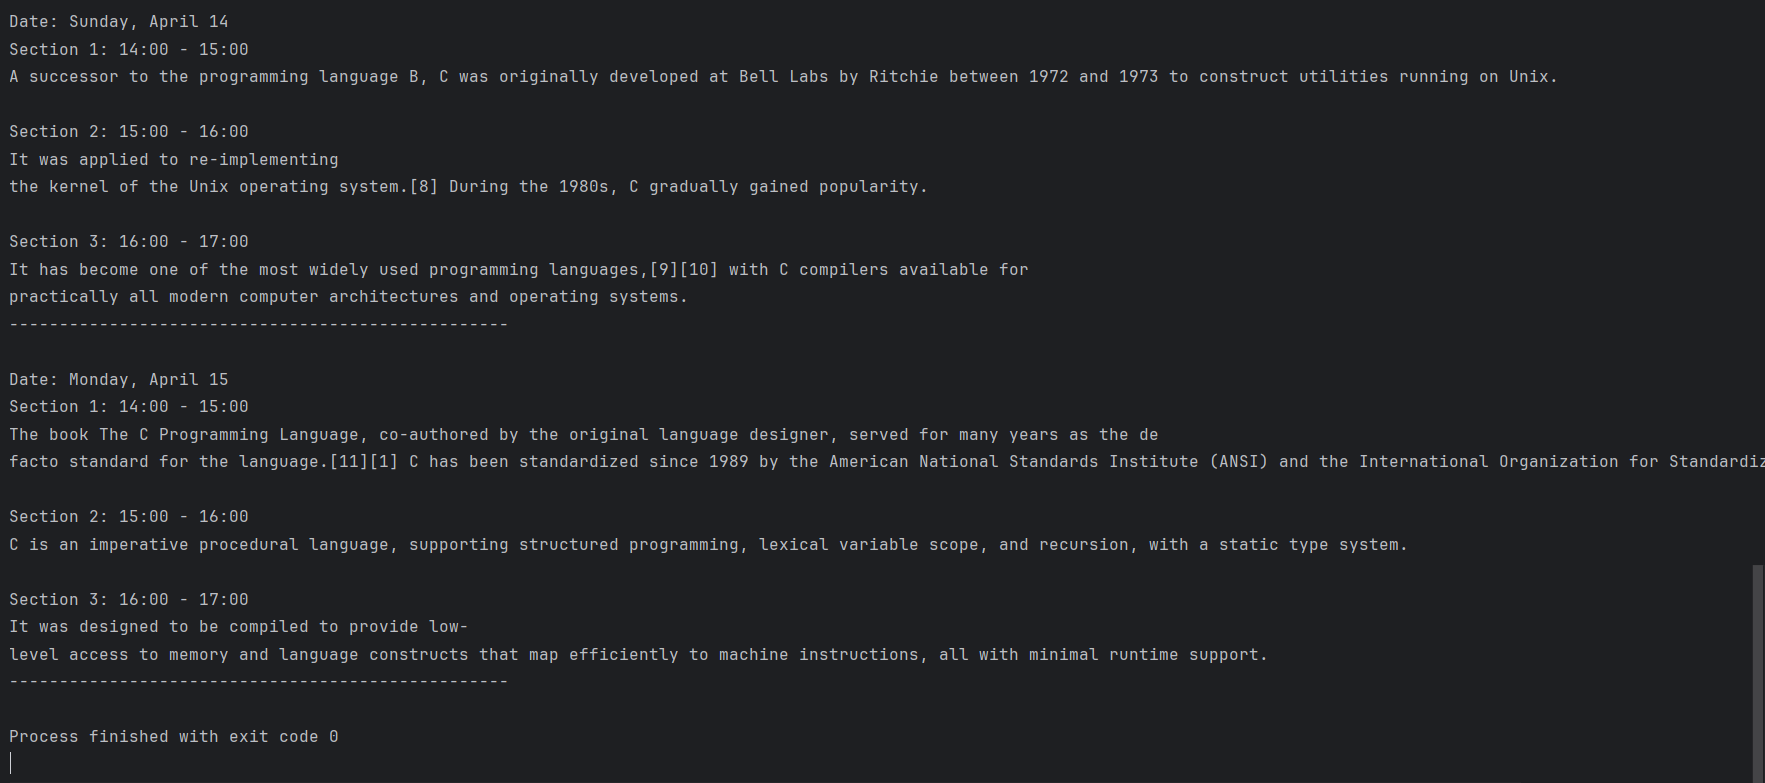 Date: Sunday, April 14
Section 1: 14:00 - 15:00
A successor to the programming language B, C was originally developed at Bell Labs by Ritchie between 1972 and 1973 to construct utilities running on Unix.
Section 2: 15:00 - 16:00
It was applied to re-implementing
the kernel of the Unix operating system.[8] During the 1980s, C gradually gained popularity.
Section 3: 16:00 - 17:00
It has become one of the most widely used programming languages,[9][10] with C compilers available for
practically all modern computer architectures and operating systems.
--------------------------------------------------
Date: Monday, April 15
Section 1: 14:00 - 15:00
The book The C Programming Language, co-authored by the original language designer, served for many years as the de
facto standard for the language.[11][1] C has been standardized since 1989 by the American National Standards Institute (ANSI) and the International Organization for
Section 2: 15:00 - 16:00
C is an imperative procedural language, supporting structured programming, lexical variable scope, and recursion, with a static type system.
Section 3: 16:00 - 17:00
It was designed to be compiled to provide low-
level access to memory and language constructs that map efficiently to machine instructions, all with minimal runtime support.
--------------------------------------------------
Process finished with exit code 0